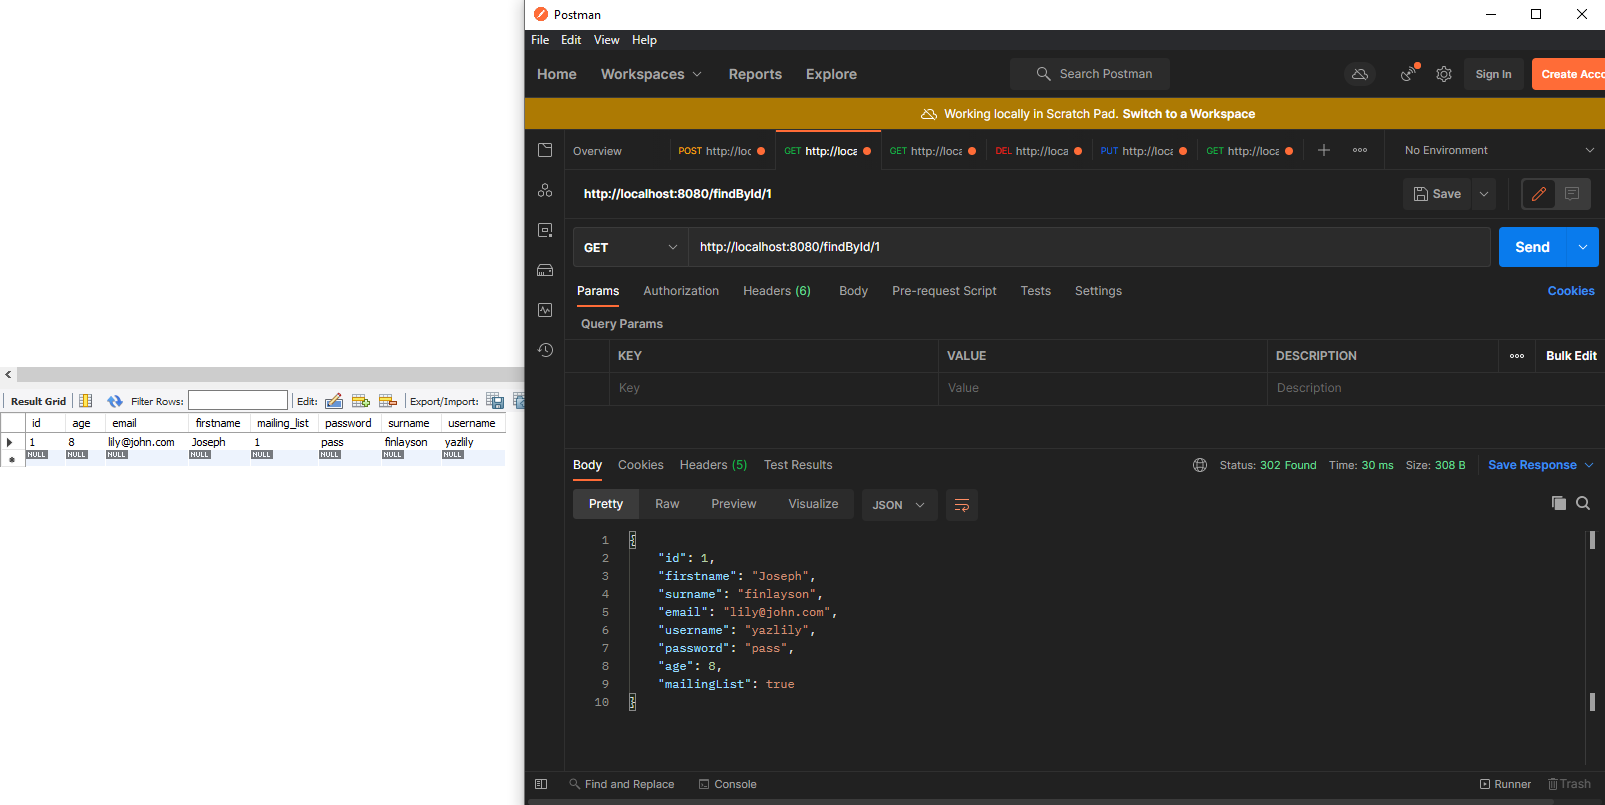 Postman
File Edit View Help
Home Workspaces Reports Explore Search Postman Sign In Create Acco
Working locally in Scratch Pad. Switch to a Workspace
Overview POST http://loc GET http://loca GET http://loca DEL http://loca PUT http://loca GET http://loca No Environment
http://localhost:8080/findById/1 Save
GET http://localhost:8080/findById/1 Send
Params Authorization Headers (6) Body Pre-request Script Tests Settings Cookies
Query Params
KEY VALUE DESCRIPTION Bulk Edit
Key Value Description
Result Grid Filter Rows: Edit: Export/Import:
id age email firstname mailing_list password surname username
1 8 lily@john.com Joseph 1 pass finlayson yazlily
NULL NULL NULL NULL NULL NULL NULL NULL
Body Cookies Headers (5) Test Results Status: 302 Found Time: 30 ms Size: 308 B Save Response
Pretty Raw Preview Visualize JSON
1 {
2 "id": 1,
3 "firstname": "Joseph",
4 "surname": "finlayson",
5 "email": "lily@john.com",
6 "username": "yazlily",
7 "password": "pass",
8 "age": 8,
9 "mailingList": true
10 }
Find and Replace Console Runner Trash